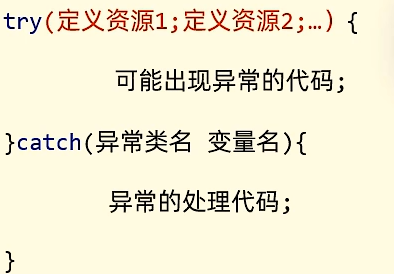 try(定义资源1;定义资源2;…) {
可能出现异常的代码;
}catch(异常类名 变量名){
异常的处理代码;
}